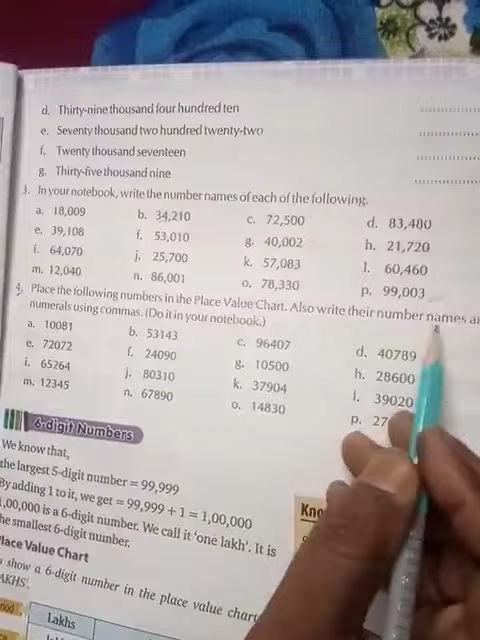 d. Thirty-nine thousand four hundred ten
e. Seventy thousand two hundred twenty-two
f. Twenty thousand seventeen
g. Thirty-five thousand nine
3. In your notebook, write the number names of each of the following.
a. 18,009 b. 34,210 c. 72,500 d. 83,480
e. 39,108 f. 53,010 g. 40,002 h. 21,720
i. 64,070 j. 25,700 k. 57,083 l. 60,460
m. 12,040 n. 86,001 o. 78,330 p. 99,003
4. Place the following numbers in the Place Value Chart. Also write their number names
numerals using commas. (Do it in your notebook.)
a. 10081 b. 53143 c. 96407 d. 40789
e. 72072 f. 24090 g. 10500 h. 28600
i. 65264 j. 80310 k. 37904 l. 39020
m. 12345 n. 67890 o. 14830 p. 27
6-digit Numbers
We know that,
the largest 5-digit number = 99,999
By adding 1 to it, we get = 99,999 + 1 = 1,00,000
1,00,000 is a 6-digit number. We call it 'one lakh'. It is
the smallest 6-digit number.
Place Value Chart
show a 6-digit number in the place value chart
Lakhs